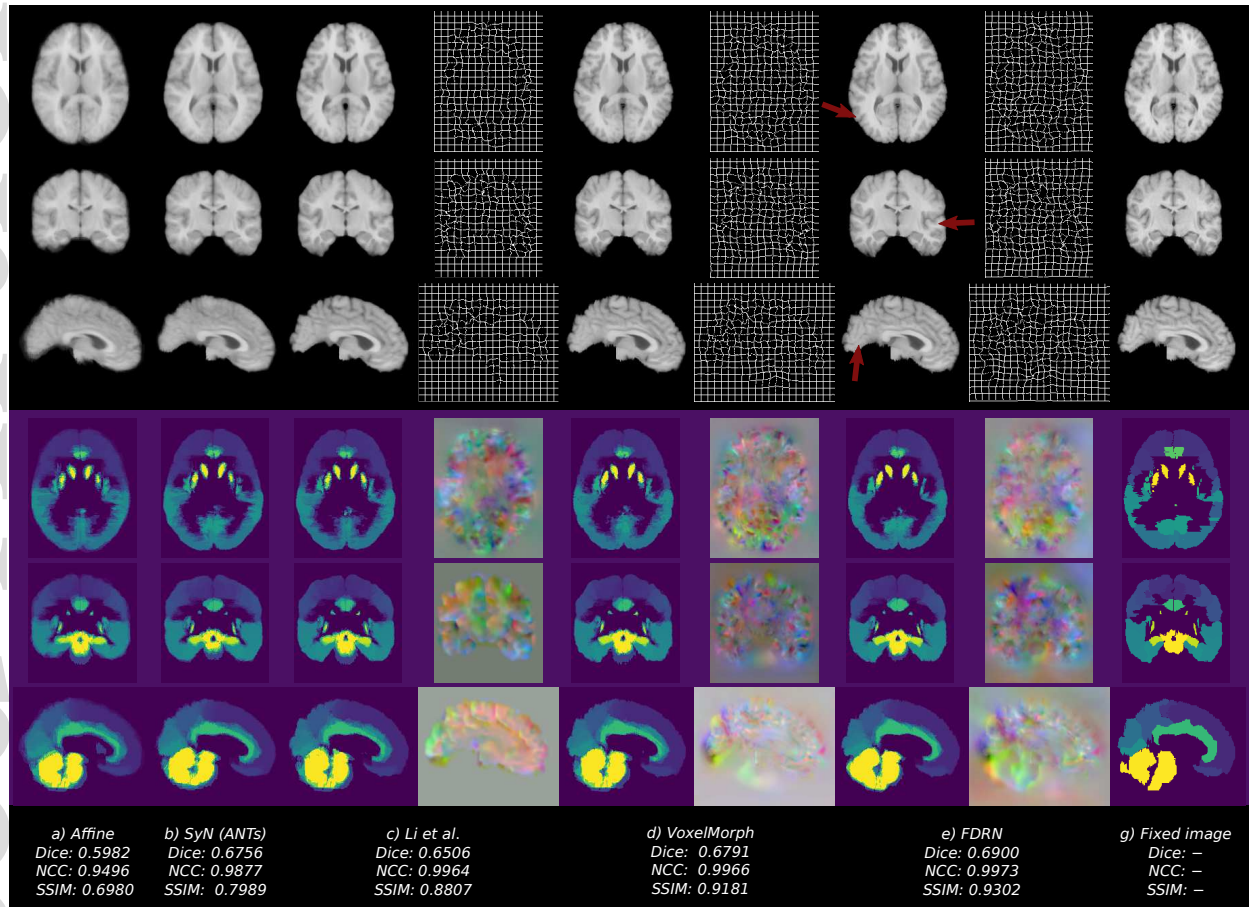 a) Affine
Dice: 0.5982
NCC: 0.9496
SSIM: 0.6980
b) SyN (ANTs)
Dice: 0.6756
NCC: 0.9877
SSIM:  0.7989
c) Li et al.
Dice: 0.6506
NCC: 0.9964
SSIM: 0.8807
d) VoxelMorph
Dice: 0.6791
NCC:  0.9966
SSIM: 0.9181
e) FDRN
Dice: 0.6900
NCC: 0.9973
SSIM: 0.9302
g) Fixed image
Dice: –
NCC: –
SSIM: –